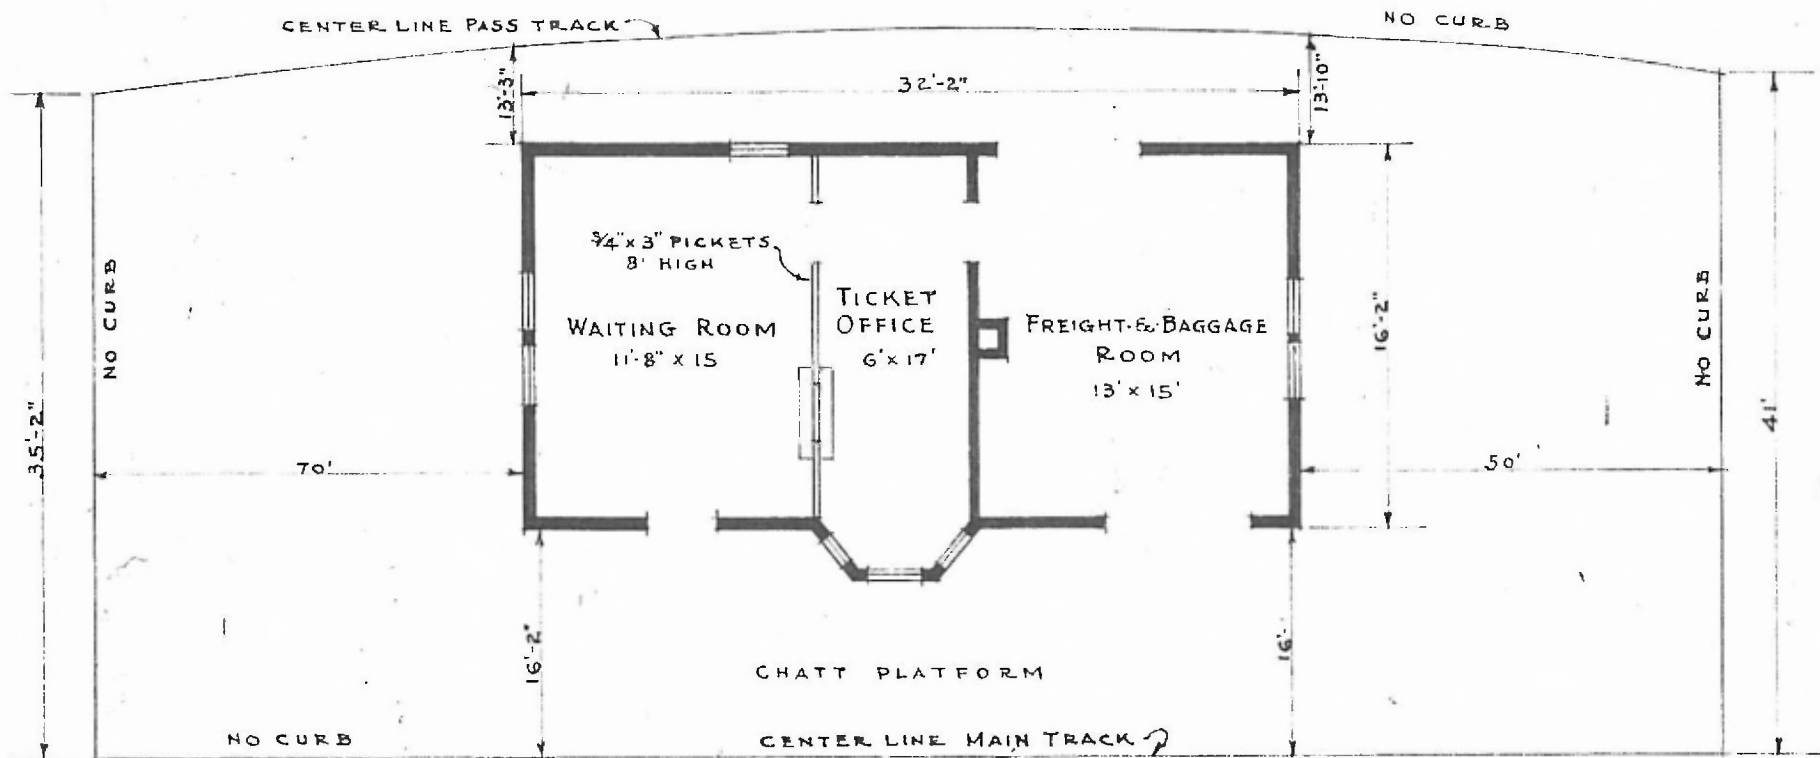 CENTER LINE PASS TRACK
NO CURB
13'-3"
32'-2"
13'-10"
3/4" x 3" PICKETS
8' HIGH
NO CURB
WAITING ROOM
11'-8" x 15
TICKET
OFFICE
6' x 17'
FREIGHT-&-BAGGAGE
ROOM
13' x 15'
16'-2"
NO CURB
35'-2"
41'
70'
50'
16'-2"
16'-
CHATT PLATFORM
NO CURB
CENTER LINE MAIN TRACK